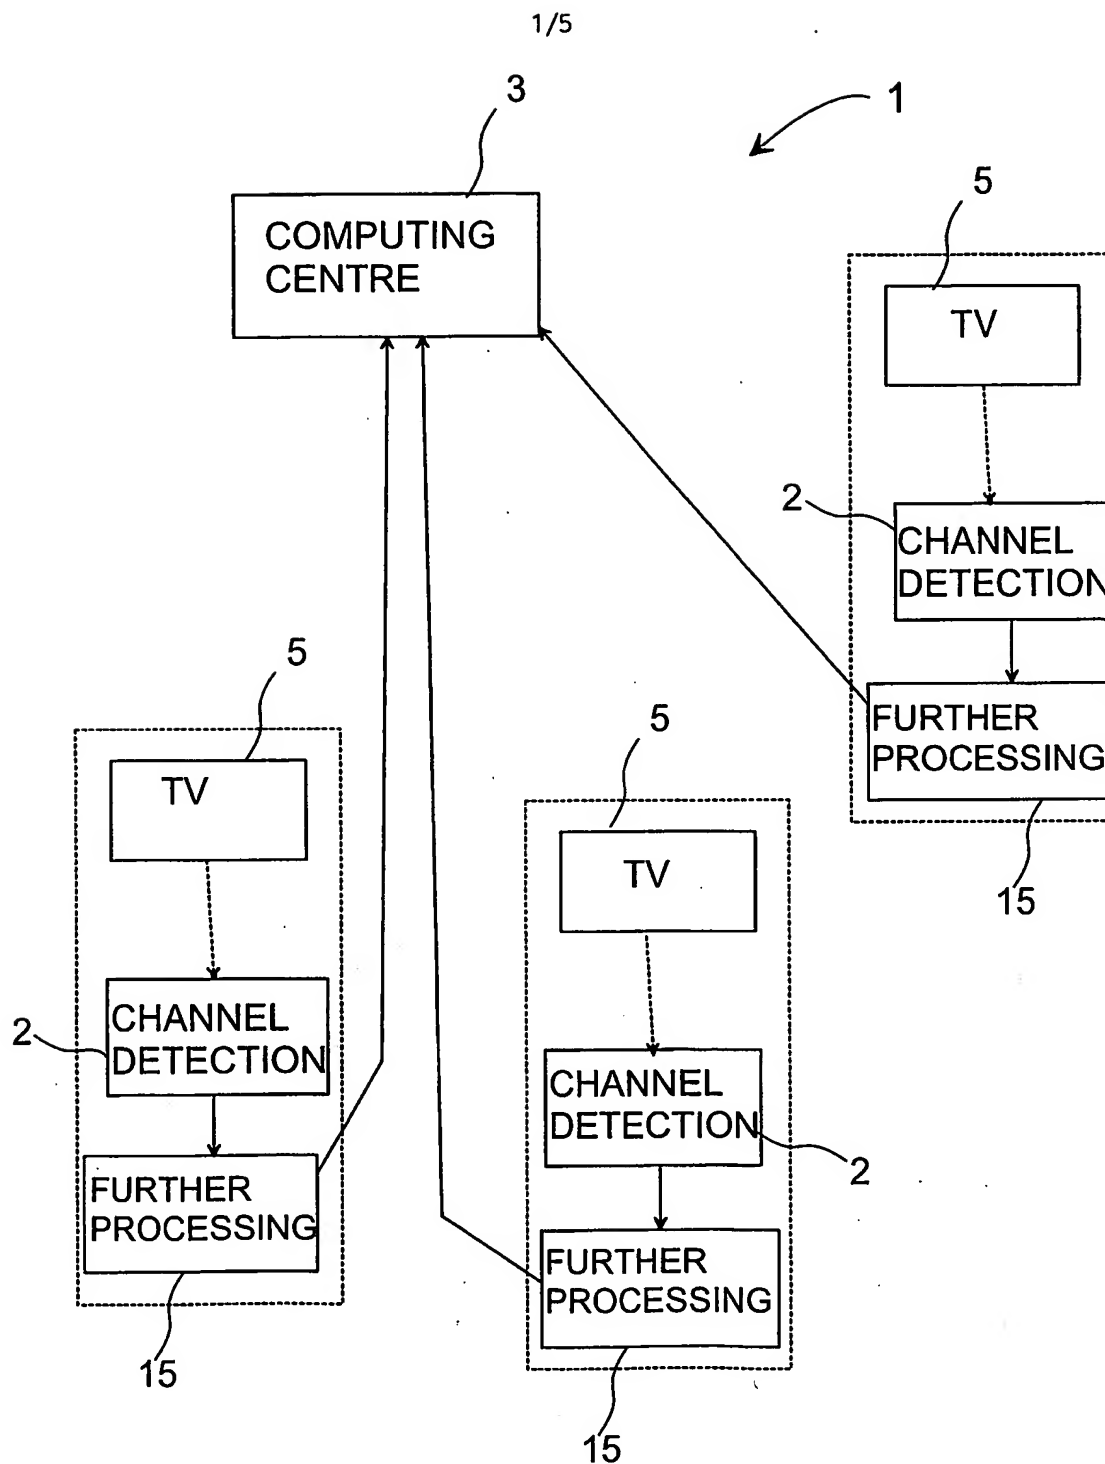 1/5
3
1
COMPUTING
CENTRE
5
TV
2
CHANNEL
DETECTION
FURTHER
PROCESSING
15
5
TV
2
CHANNEL
DETECTION
FURTHER
PROCESSING
15
5
TV
CHANNEL
DETECTION
2
FURTHER
PROCESSING
15